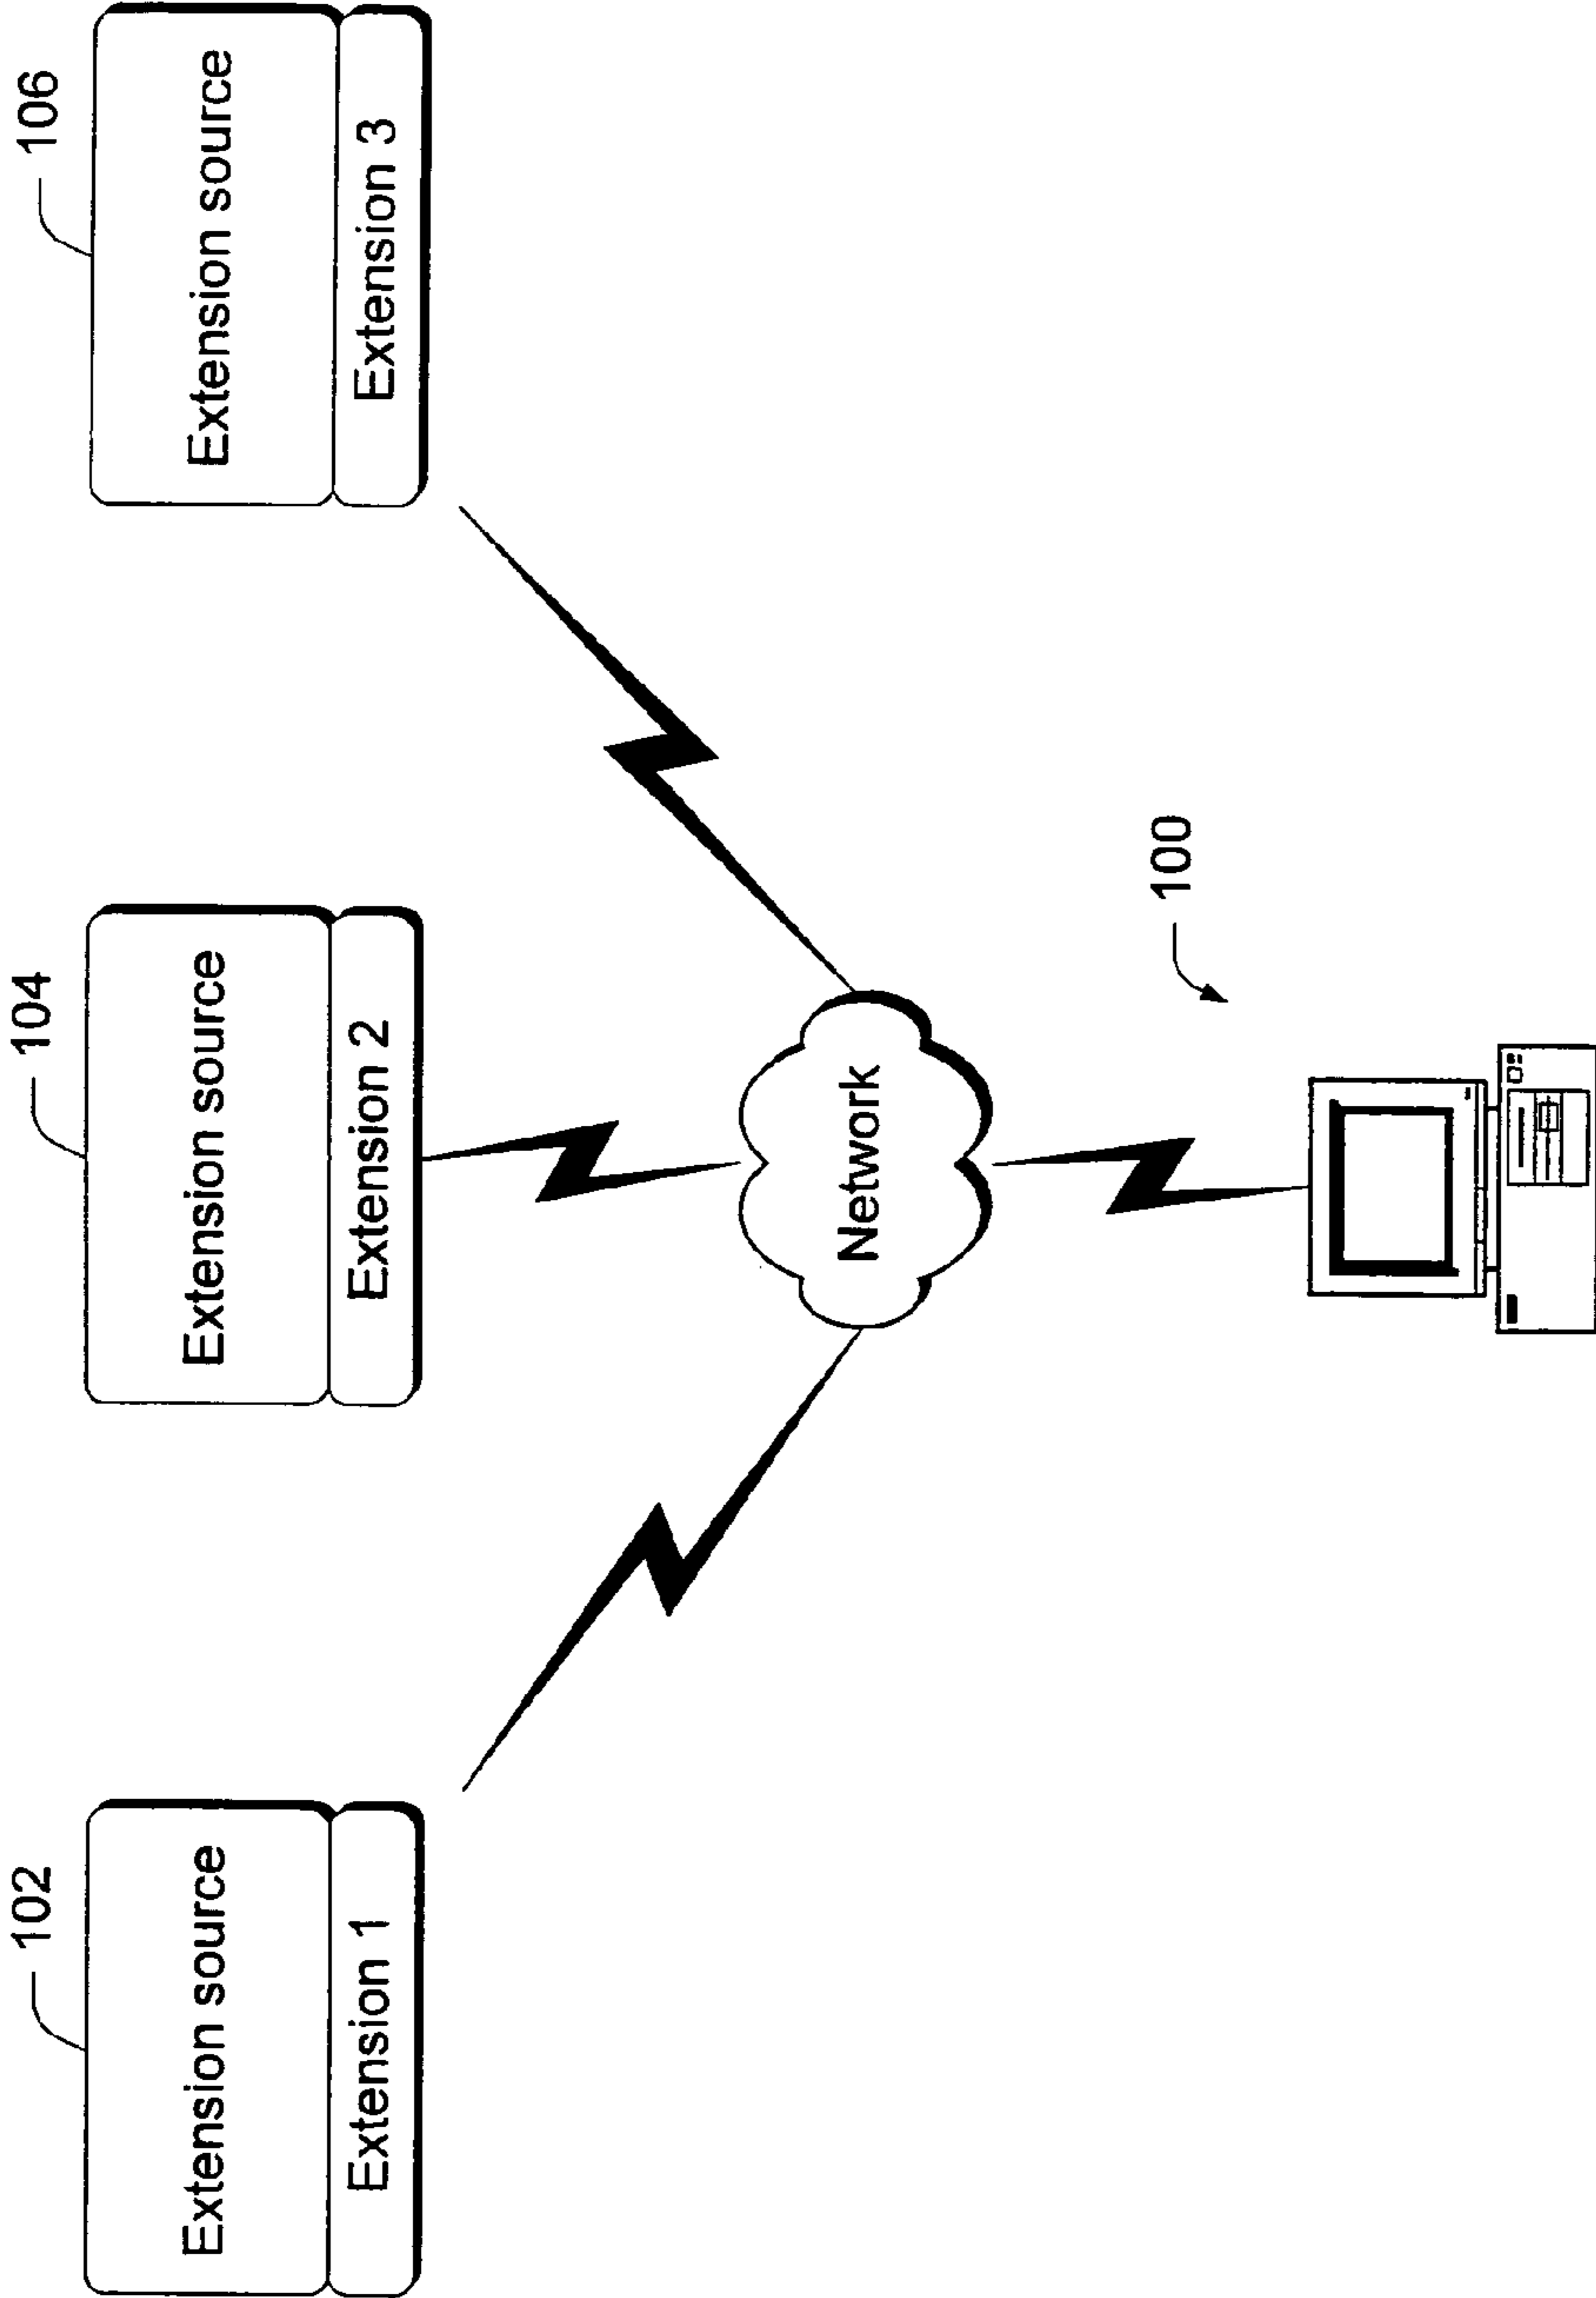 102
Extension source
Extension 1
104
Extension source
Extension 2
106
Extension source
Extension 3
Network
100